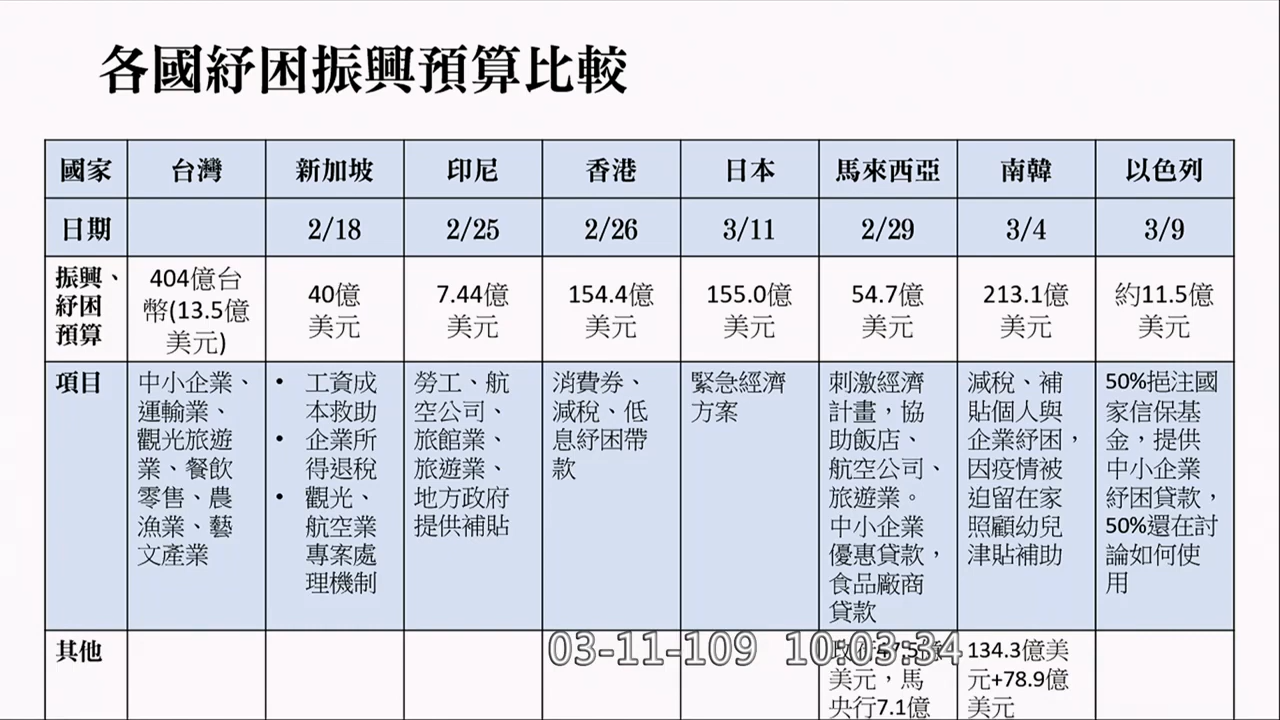 各國紓困振興預算比較
國家
台灣
新加坡
印尼
香港
日本
馬來西亞
南韓
以色列
日期
2/18
2/25
2/26
3/11
2/29
3/4
3/9
振興、
紓困
預算
404億台
幣(13.5億
美元)
40億
美元
7.44億
美元
154.4億
美元
155.0億
美元
54.7億
美元
213.1億
美元
約11.5億
美元
項目
中小企業、
運輸業、
觀光旅遊
業、餐飲
零售、農
漁業、藝
文產業
• 工資成
本救助
• 企業所
得退稅
• 觀光、
航空業
專案處
理機制
勞工、航
空公司、
旅館業、
旅遊業、
地方政府
提供補貼
消費券、
減稅、低
息紓困帶
款
緊急經濟
方案
刺激經濟
計畫，協
助飯店、
航空公司、
旅遊業。
中小企業
優惠貸款，
食品廠商
貸款
減稅、補
貼個人與
企業紓困，
因疫情被
迫留在家
照顧幼兒
津貼補助
50%挹注國
家信保基
金，提供
中小企業
紓困貸款，
50%還在討
論如何使
用
其他
政府47.5億
美元，馬
央行7.1億
134.3億美
元+78.9億
美元
03-11-109 10:03:34